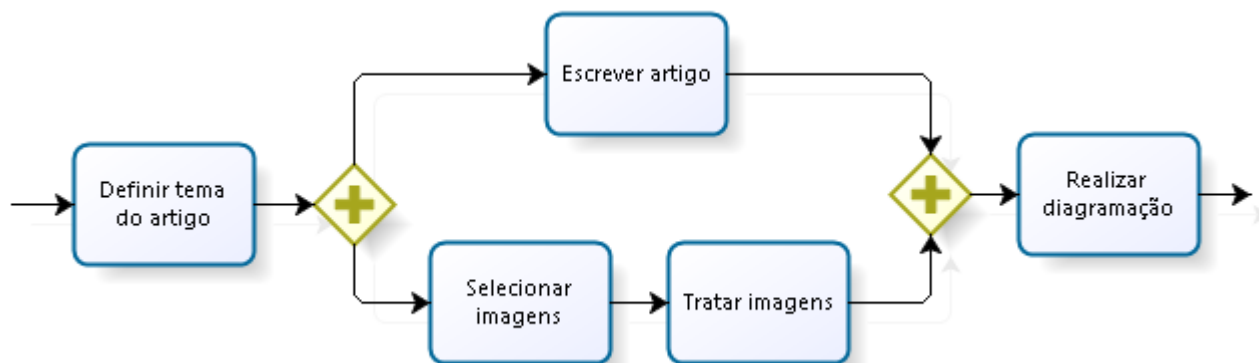 Escrever artigo
Definir tema
do artigo
Realizar
diagramação
Selecionar
imagens
Tratar imagens